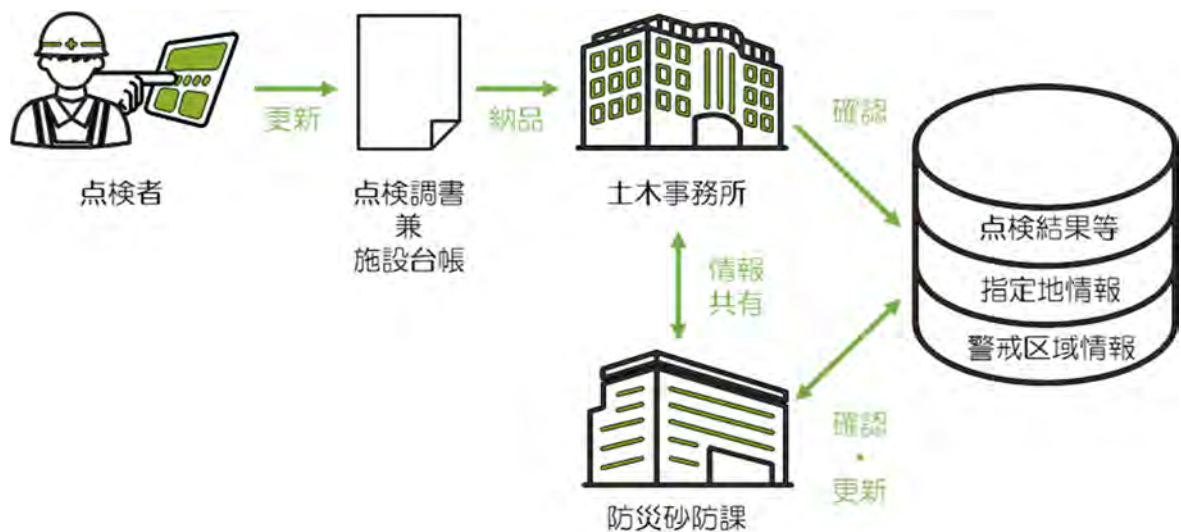 更新
納品
確認
点検者
点検調書
兼
施設台帳
土木事務所
点検結果等
指定地情報
警戒区域情報
情報
共有
確認
・
更新
防災砂防課